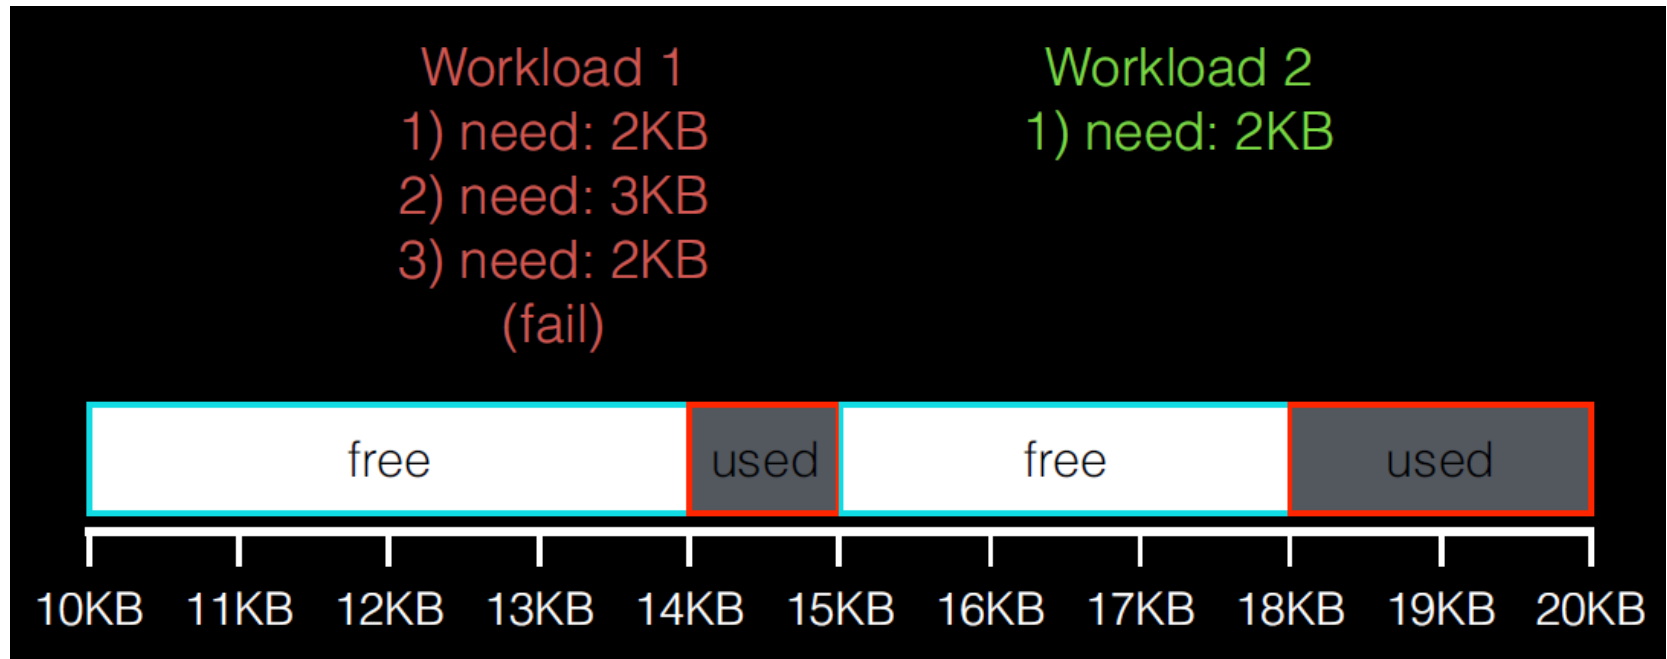 Workload 1
1) need: 2KB
2) need: 3KB
3) need: 2KB
(fail)
Workload 2
1) need: 2KB
free
used
free
used
10KB
11KB
12KB
13KB
14KB
15KB
16KB
17KB
18KB
19KB
20KB